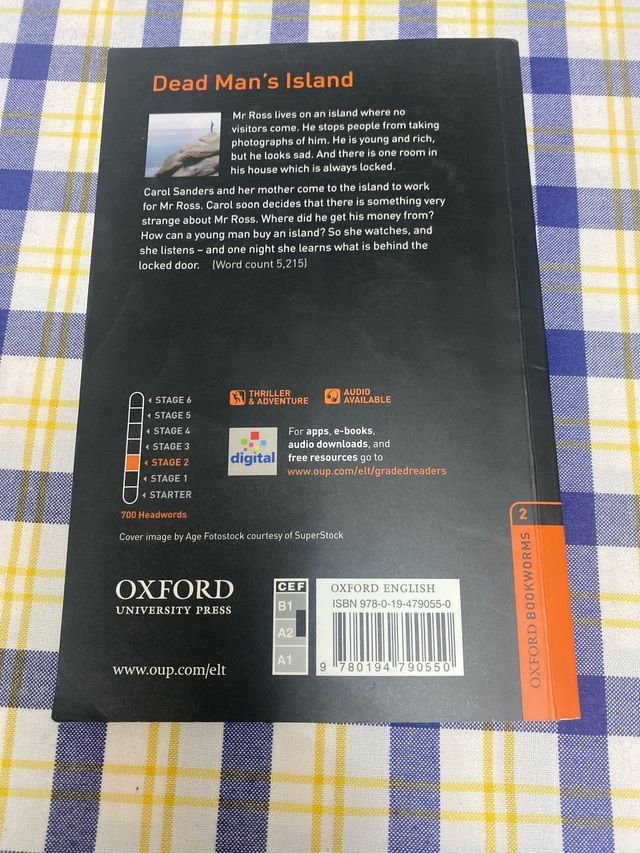 Dead Man's Island
Mr Ross lives on an island where no
visitors come. He stops people from taking
photographs of him. He is young and rich,
but he looks sad. And there is one room in
his house which is always locked.
Carol Sanders and her mother come to the island to work
for Mr Ross. Carol soon decides that there is something very
strange about Mr Ross. Where did he get his money from?
How can a young man buy an island? So she watches, and
she listens – and one night she learns what is behind the
locked door. (Word count 5,215)
STAGE 6
STAGE 5
STAGE 4
STAGE 3
STAGE 2
STAGE 1
STARTER
700 Headwords
THRILLER
& ADVENTURE
AUDIO
AVAILABLE
digital
For apps, e-books,
audio downloads, and
free resources go to
www.oup.com/elt/gradedreaders
Cover image by Age Fotostock courtesy of SuperStock
OXFORD
UNIVERSITY PRESS
www.oup.com/elt
CEF
B1
A2
A1
OXFORD ENGLISH
ISBN 978-0-19-479055-0
9 780194 790550
2
OXFORD BOOKWORMS